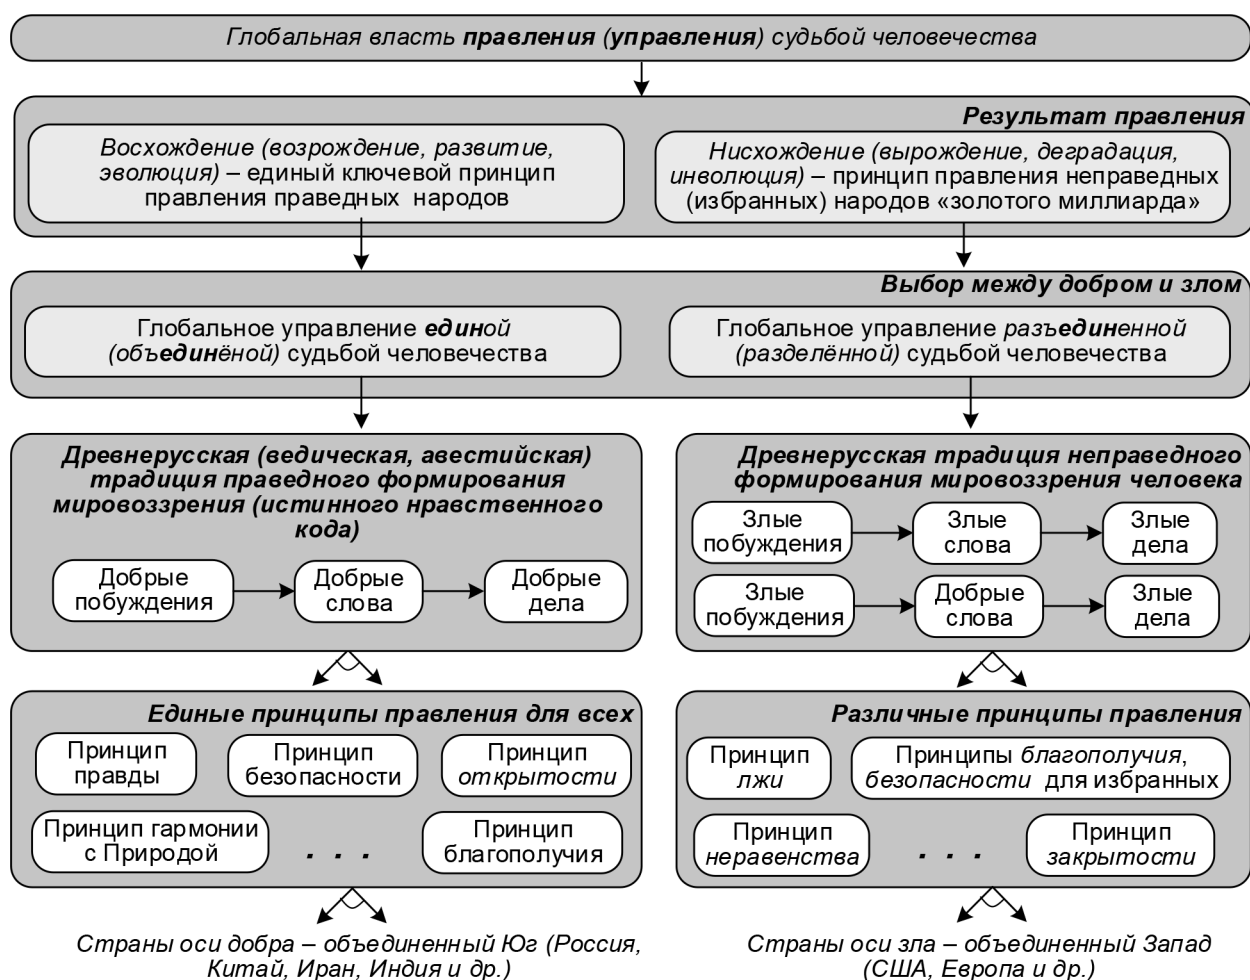 Глобальная власть правления (управления) судьбой человечества
Результат правления
Восхождение (возрождение, развитие,
эволюция) – единый ключевой принцип
правления праведных народов
Нисхождение (вырождение, деградация,
инволюция) – принцип правления неправедных
(избранных) народов «золотого миллиарда»
Выбор между добром и злом
Глобальное управление единой
(объединёной) судьбой человечества
Глобальное управление разъединенной
(разделённой) судьбой человечества
Древнерусская (ведическая, авестийская)
традиция праведного формирования
мировоззрения (истинного нравственного
кода)
Добрые
побуждения
Добрые
слова
Добрые
дела
Древнерусская традиция неправедного
формирования мировоззрения человека
Злые
побуждения
Злые
слова
Злые
дела
Злые
побуждения
Добрые
слова
Злые
дела
Единые принципы правления для всех
Принцип
правды
Принцип
безопасности
Принцип
открытости
Принцип гармонии
с Природой
. . .
Принцип
благополучия
Различные принципы правления
Принцип
лжи
Принципы благополучия,
безопасности для избранных
Принцип
неравенства
. . .
Принцип
закрытости
Страны оси добра – объединенный Юг (Россия,
Китай, Иран, Индия и др.)
Страны оси зла – объединенный Запад
(США, Европа и др.)